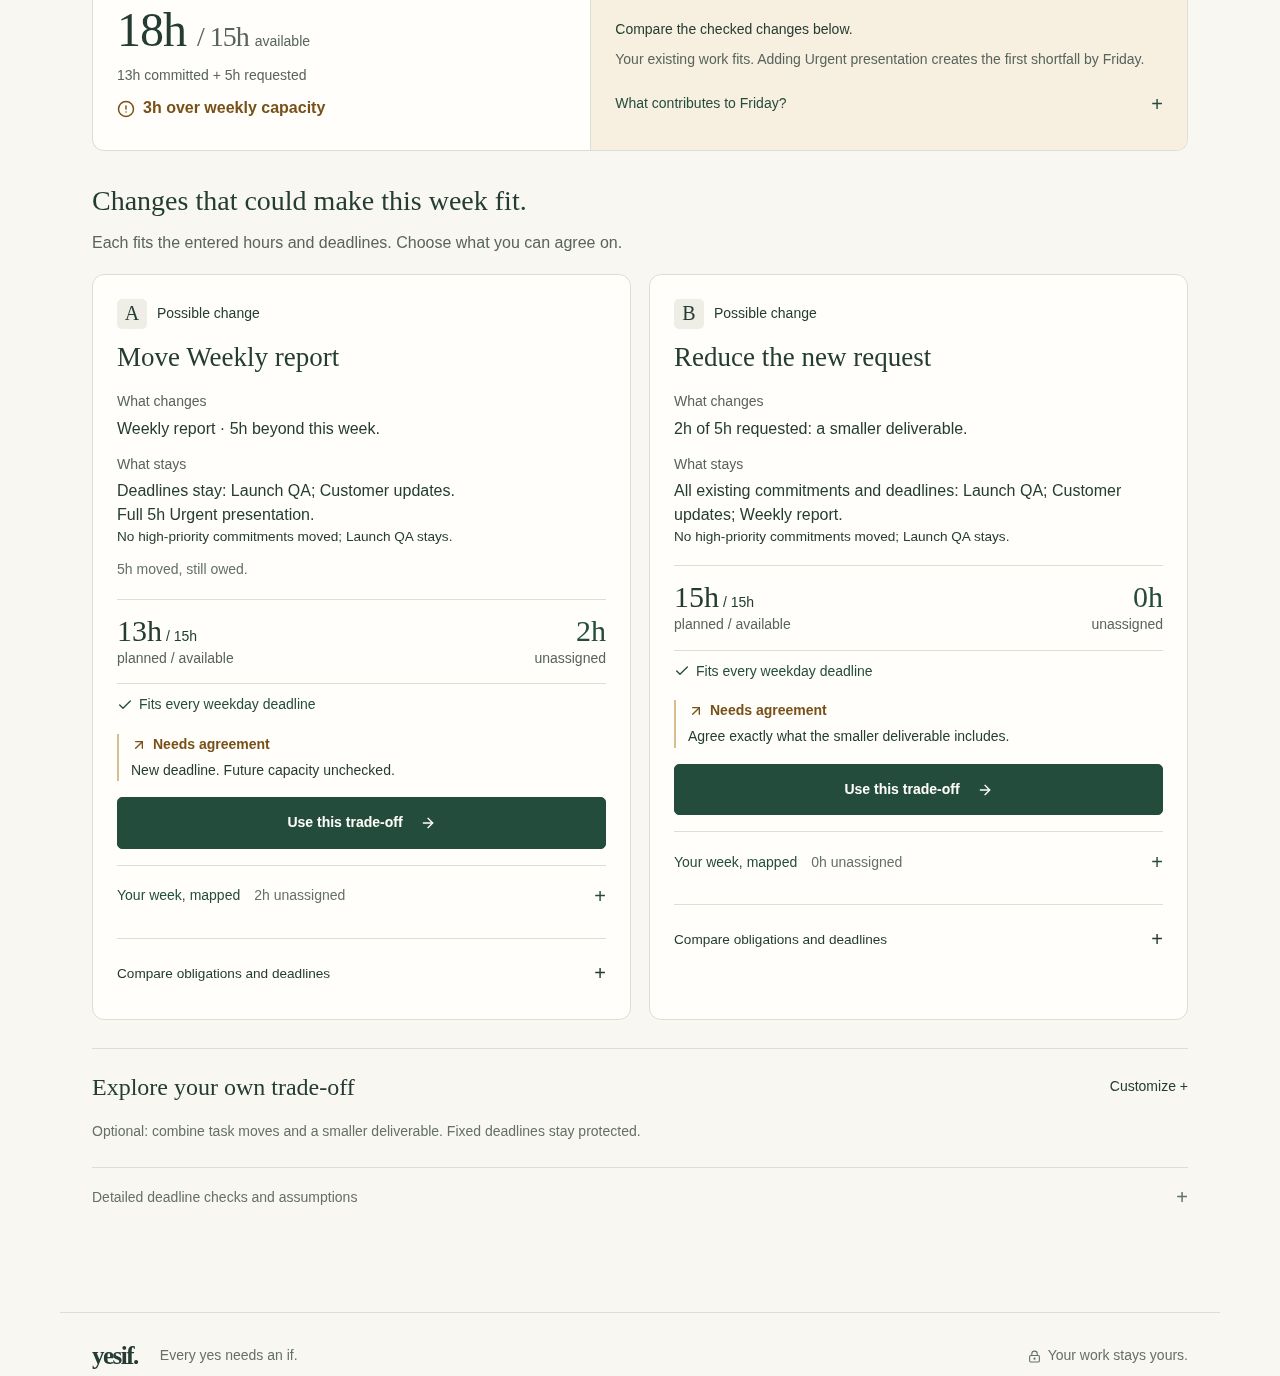 18h / 15h available
13h committed + 5h requested
3h over weekly capacity
Compare the checked changes below.
Your existing work fits. Adding Urgent presentation creates the first shortfall by Friday.
What contributes to Friday? +
Changes that could make this week fit.
Each fits the entered hours and deadlines. Choose what you can agree on.
A Possible change
Move Weekly report
What changes
Weekly report · 5h beyond this week.
What stays
Deadlines stay: Launch QA; Customer updates.
Full 5h Urgent presentation.
No high-priority commitments moved; Launch QA stays.
5h moved, still owed.
13h / 15h 2h
planned / available unassigned
Fits every weekday deadline
Needs agreement
New deadline. Future capacity unchecked.
Use this trade-off →
Your week, mapped 2h unassigned +
Compare obligations and deadlines +
B Possible change
Reduce the new request
What changes
2h of 5h requested: a smaller deliverable.
What stays
All existing commitments and deadlines: Launch QA; Customer
updates; Weekly report.
No high-priority commitments moved; Launch QA stays.
15h / 15h 0h
planned / available unassigned
Fits every weekday deadline
Needs agreement
Agree exactly what the smaller deliverable includes.
Use this trade-off →
Your week, mapped 0h unassigned +
Compare obligations and deadlines +
Explore your own trade-off Customize +
Optional: combine task moves and a smaller deliverable. Fixed deadlines stay protected.
Detailed deadline checks and assumptions +
yesif. Every yes needs an if. Your work stays yours.